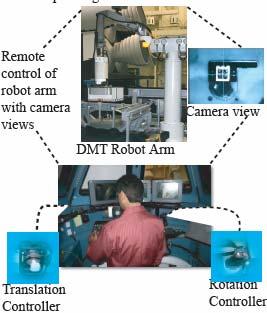 Remote
control of
robot arm
with camera
views
Camera view
DMT Robot Arm
Translation
Controller
Rotation
Controller